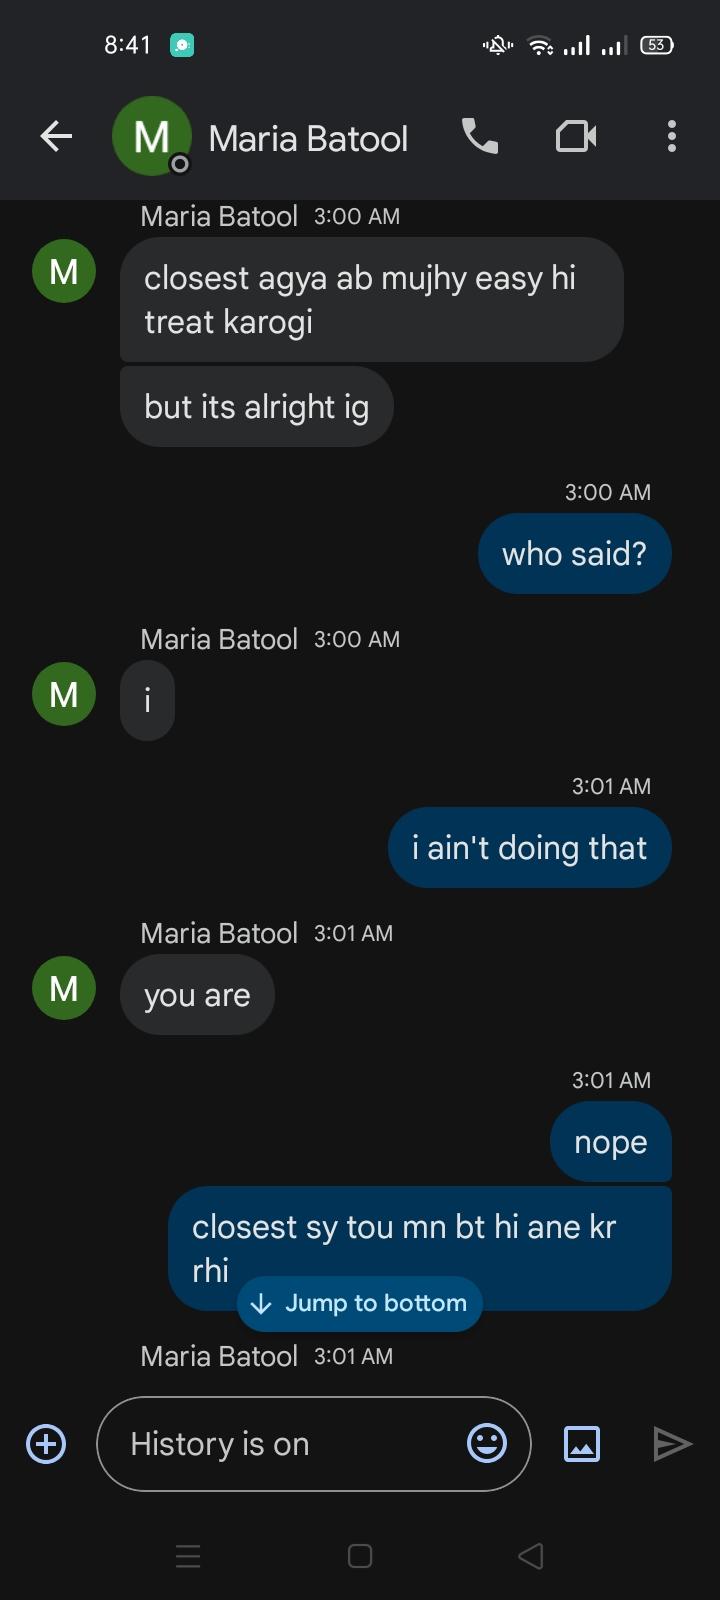 8:41
53
M
Maria Batool
Maria Batool 3:00 AM
M
closest agya ab mujhy easy hi
treat karogi
but its alright ig
3:00 AM
who said?
Maria Batool 3:00 AM
M
i
3:01 AM
i ain't doing that
Maria Batool 3:01 AM
M
you are
3:01 AM
nope
closest sy tou mn bt hi ane kr
rhi
Jump to bottom
Maria Batool 3:01 AM
History is on